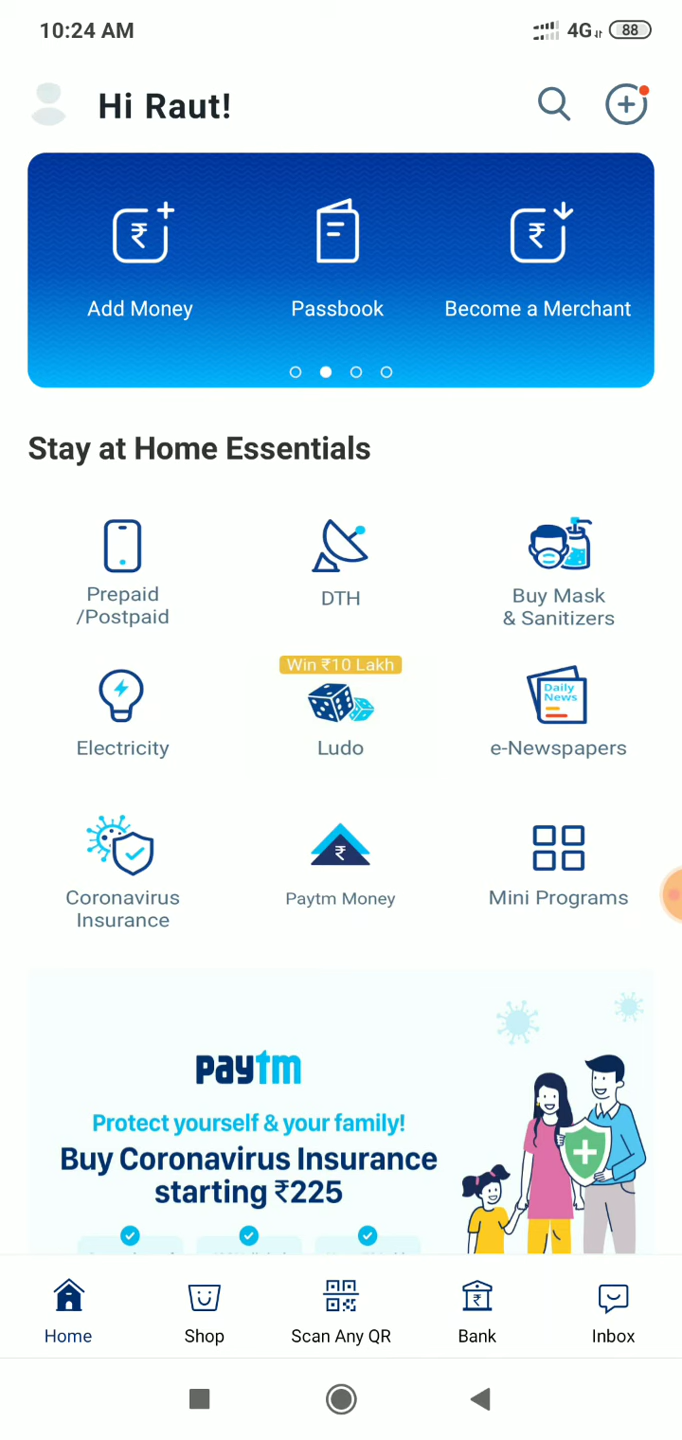 10:24 AM
4G
88
Hi Raut!
Add Money
Passbook
Become a Merchant
Stay at Home Essentials
Prepaid
/Postpaid
DTH
Buy Mask
& Sanitizers
Electricity
Win ₹10 Lakh
Ludo
Daily
News
e-Newspapers
Coronavirus
Insurance
₹
Paytm Money
Mini Programs
paytm
Protect yourself & your family!
Buy Coronavirus Insurance
starting ₹225
Home
Shop
Scan Any QR
Bank
Inbox